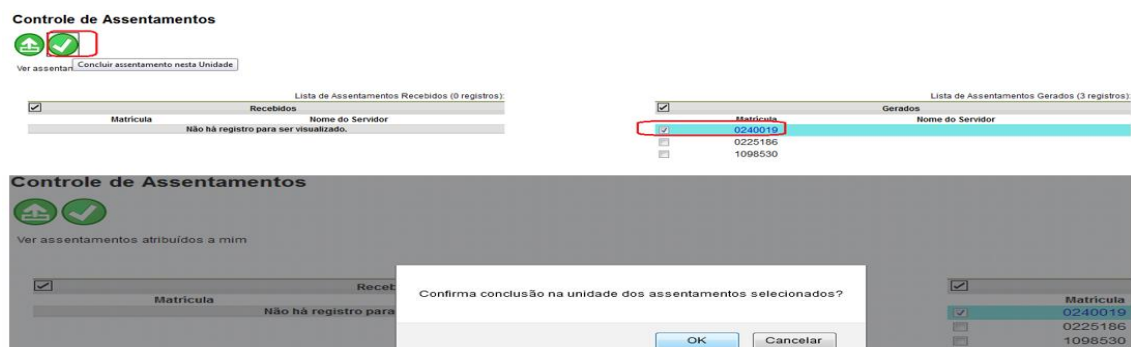 Controle de Assentamentos
Concluir assentamento nesta Unidade
Ver assentam
Lista de Assentamentos Recebidos (0 registros):
Recebidos
Matrícula Nome do Servidor
Não há registro para ser visualizado.
Lista de Assentamentos Gerados (3 registros):
Gerados
Matrícula Nome do Servidor
0240019
0225186
1098530
Controle de Assentamentos
Ver assentamentos atribuídos a mim
Receb
Matrícula
Não há registro para
Confirma conclusão na unidade dos assentamentos selecionados?
OK Cancelar
Matrícula
0240019
0225186
1098530